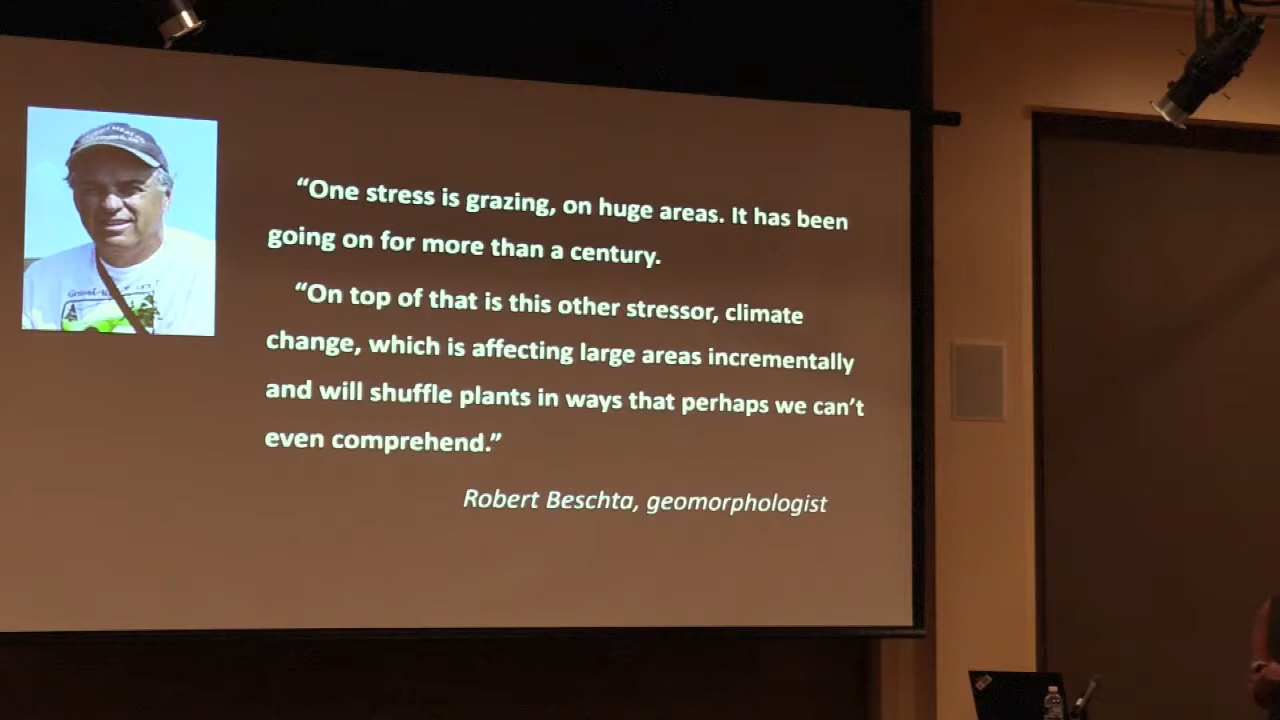 “One stress is grazing, on huge areas. It has been
going on for more than a century.
“On top of that is this other stressor, climate
change, which is affecting large areas incrementally
and will shuffle plants in ways that perhaps we can’t
even comprehend.”
Robert Beschta, geomorphologist